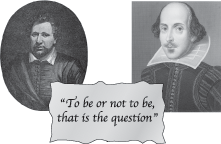 “To be or not to be,
that is the question”